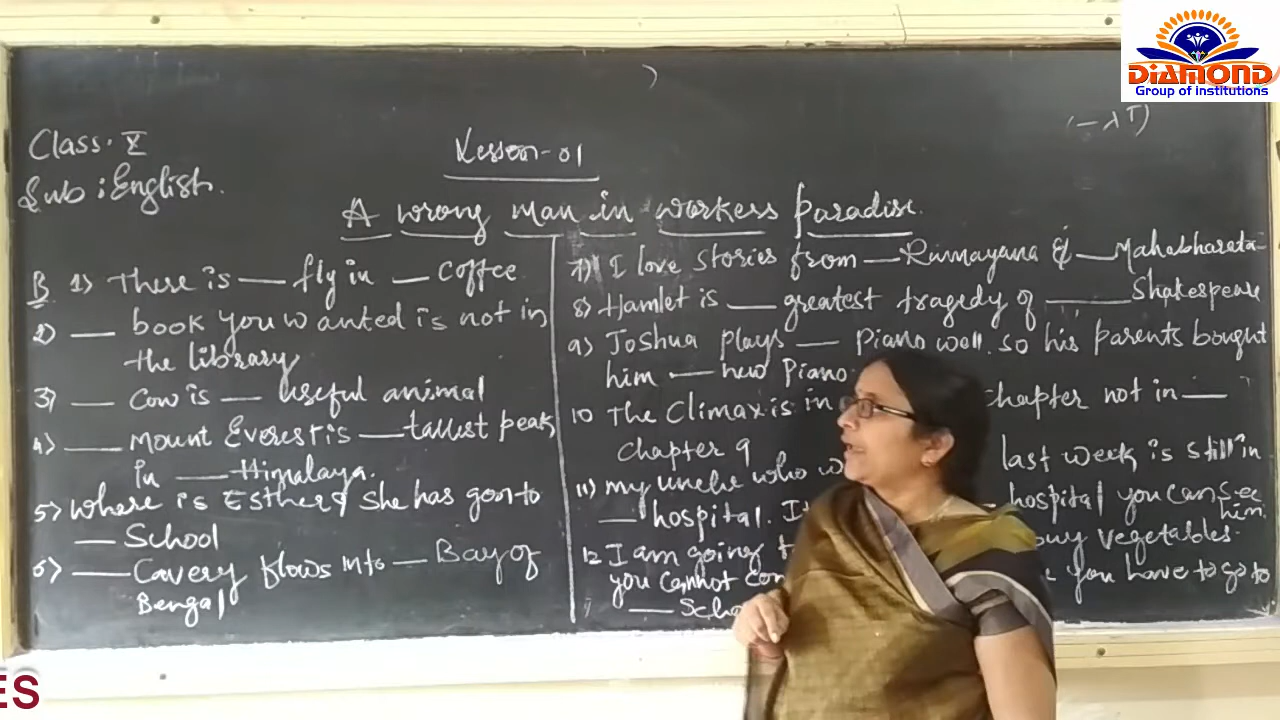 DIAMOND
Group of institutions
Class: X
Sub: English.
Lesson-01
A wrong man in workers paradise.
B 1) There is — fly in — Coffee
2) — book you wanted is not in
the library
3) — Cow is — useful animal
4) — Mount Everest is — tallest peak
in — Himalaya.
5) Where is Esther? She has gon to
— School
6) — Cavery flows into — Bay of
Bengal
7) I love stories from — Ramayana & — Mahabharata
8) Hamlet is — greatest tragedy of — Shakespeare
9) Joshua plays — Piano well. so his parents bought
him — new Piano
10 The Climax is in chapter not in —
chapter 9
11) my uncle who last week is still in
— hospital. — hospital you can see
him.
12 I am going buy vegetables.
you cannot you have to go to
— 
ES